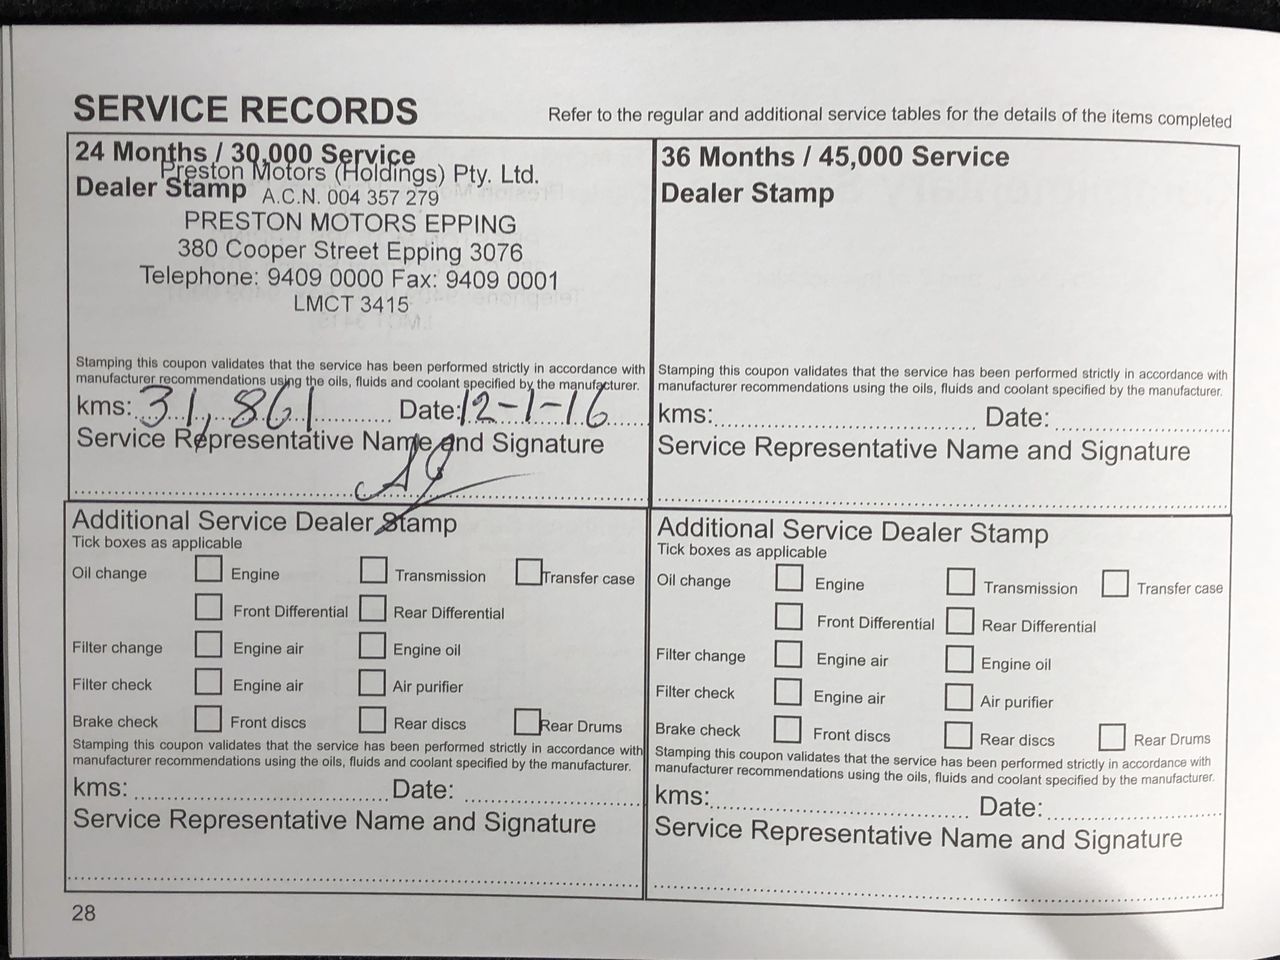 SERVICE RECORDS
Refer to the regular and additional service tables for the details of the items completed
24 Months / 30,000 Service
Preston Motors (Holdings) Pty. Ltd.
Dealer Stamp
A.C.N. 004 357 279
PRESTON MOTORS EPPING
380 Cooper Street Epping 3076
Telephone: 9409 0000 Fax: 9409 0001
LMCT 3415
Stamping this coupon validates that the service has been performed strictly in accordance with
manufacturer recommendations using the oils, fluids and coolant specified by the manufacturer.
kms: 31,861 Date: 12-1-16
Service Representative Name and Signature
36 Months / 45,000 Service
Dealer Stamp
Stamping this coupon validates that the service has been performed strictly in accordance with
manufacturer recommendations using the oils, fluids and coolant specified by the manufacturer.
kms: Date:
Service Representative Name and Signature
Additional Service Dealer Stamp
Tick boxes as applicable
Oil change Engine Transmission Transfer case
Front Differential Rear Differential
Filter change Engine air Engine oil
Filter check Engine air Air purifier
Brake check Front discs Rear discs Rear Drums
Stamping this coupon validates that the service has been performed strictly in accordance with
manufacturer recommendations using the oils, fluids and coolant specified by the manufacturer.
kms: Date:
Service Representative Name and Signature
Additional Service Dealer Stamp
Tick boxes as applicable
Oil change Engine Transmission Transfer case
Front Differential Rear Differential
Filter change Engine air Engine oil
Filter check Engine air Air purifier
Brake check Front discs Rear discs Rear Drums
Stamping this coupon validates that the service has been performed strictly in accordance with
manufacturer recommendations using the oils, fluids and coolant specified by the manufacturer.
kms: Date:
Service Representative Name and Signature
28